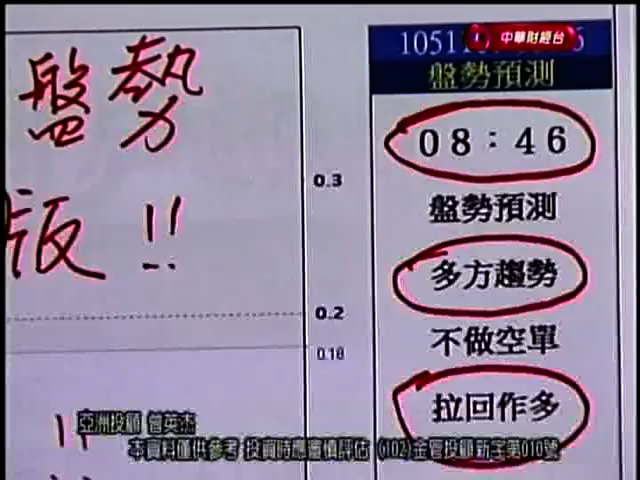 中華財經台
盤勢預測
盤勢
08:46
0.3
盤勢預測
版!!
多方趨勢
0.2
不做空單
0.18
拉回作多
!!
亞洲投顧 曾英杰
本資料僅供參考 投資時應審慎評估 (102)金管投顧新字第010號